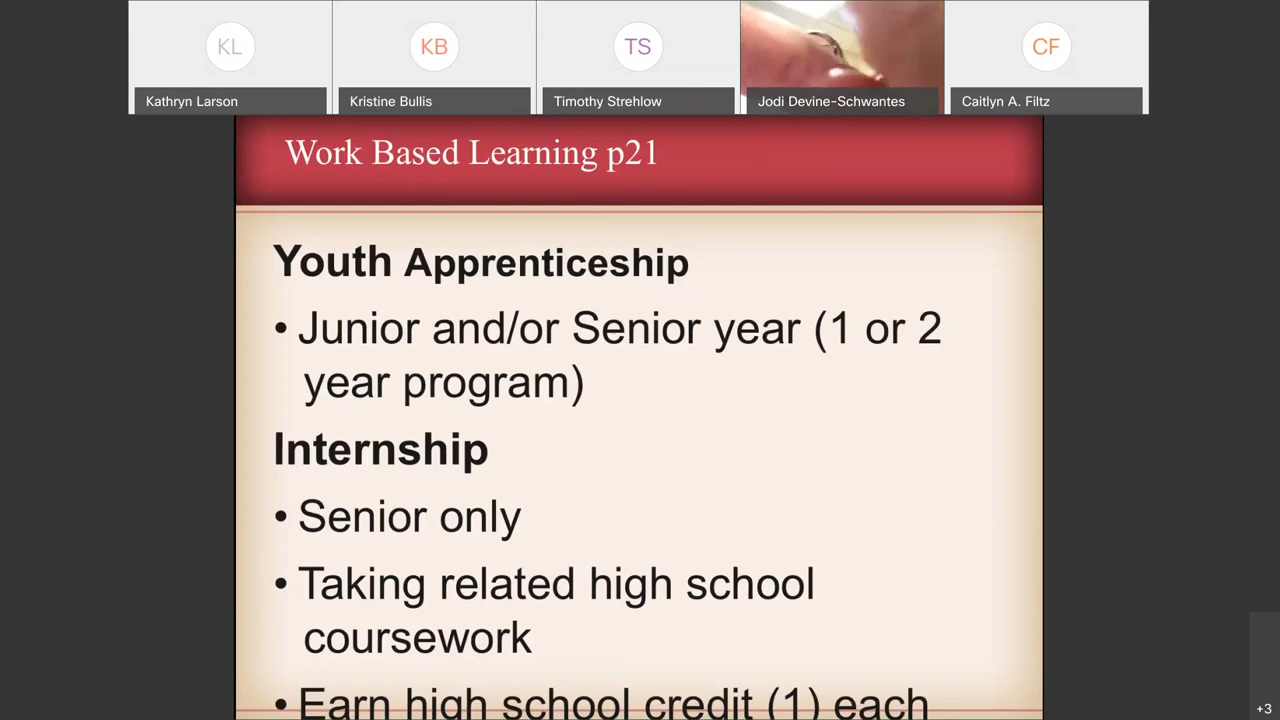 KL
KB
TS
CF
Kathryn Larson
Kristine Bullis
Timothy Strehlow
Jodi Devine-Schwantes
Caitlyn A. Filtz
Work Based Learning p21
Youth Apprenticeship
• Junior and/or Senior year (1 or 2
year program)
Internship
• Senior only
• Taking related high school
coursework
• Earn high school credit (1) each
+3